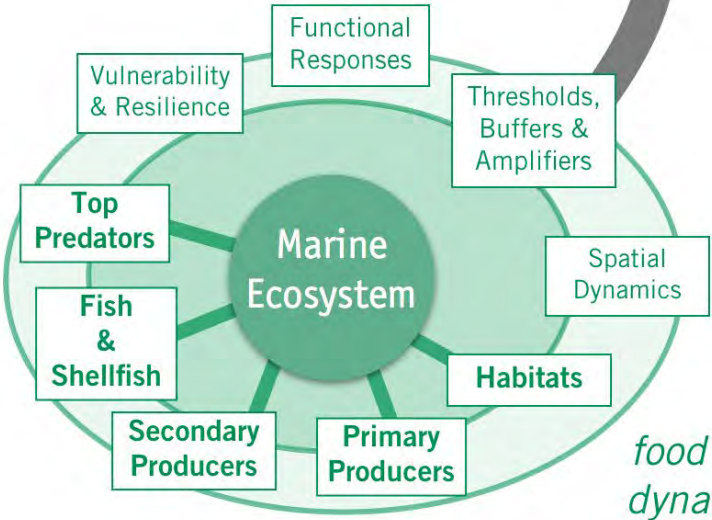 Functional
Responses
Vulnerability
& Resilience
Thresholds,
Buffers &
Amplifiers
Top
Predators
Marine
Ecosystem
Spatial
Dynamics
Fish
&
Shellfish
Habitats
Secondary
Producers
Primary
Producers
food
dyna